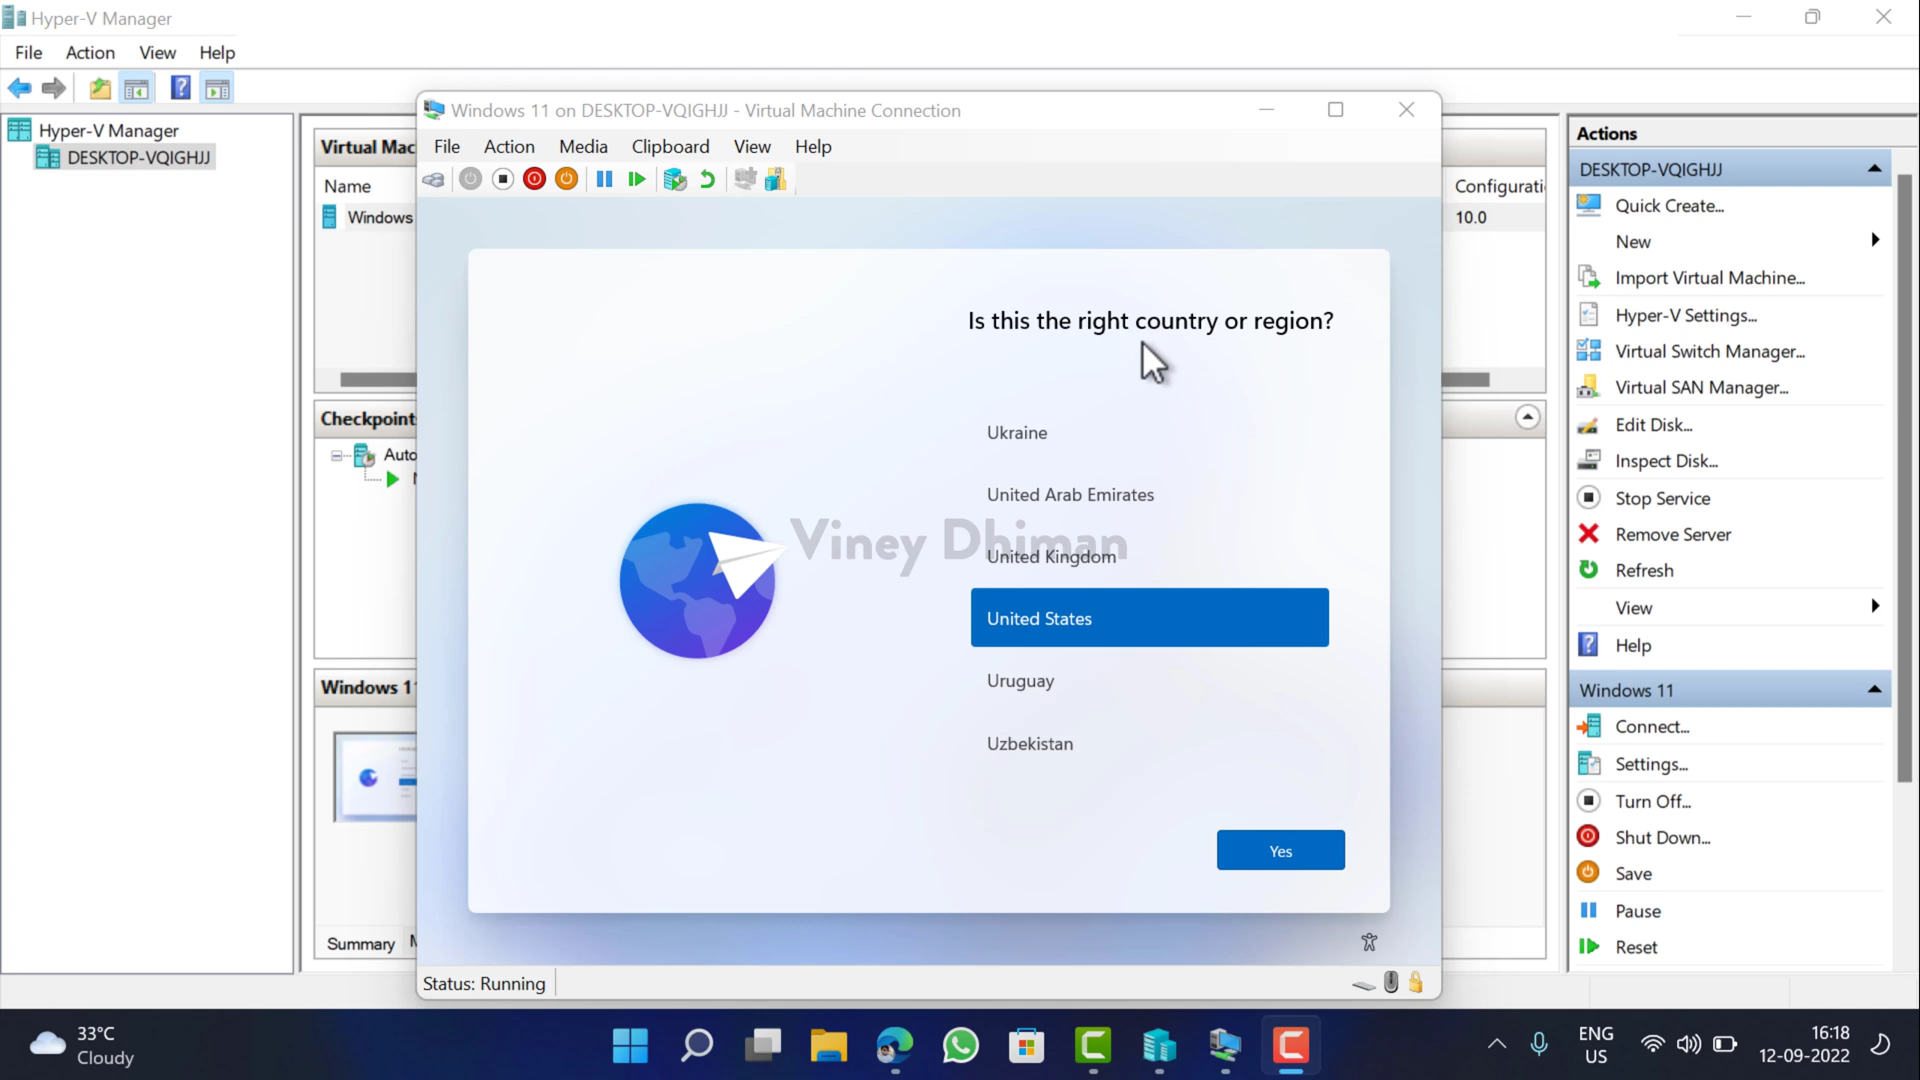 Hyper-V Manager
File Action View Help
Hyper-V Manager
DESKTOP-VQIGHJJ
Virtual Mac
Name
Windows
Configurati
10.0
Checkpoint
Auto
Windows 11
Summary
Windows 11 on DESKTOP-VQIGHJJ - Virtual Machine Connection
File Action Media Clipboard View Help
Is this the right country or region?
Ukraine
United Arab Emirates
Viney Dhiman
United Kingdom
United States
Uruguay
Uzbekistan
Yes
Status: Running
Actions
DESKTOP-VQIGHJJ
Quick Create...
New
Import Virtual Machine...
Hyper-V Settings...
Virtual Switch Manager...
Virtual SAN Manager...
Edit Disk...
Inspect Disk...
Stop Service
Remove Server
Refresh
View
Help
Windows 11
Connect...
Settings...
Turn Off...
Shut Down...
Save
Pause
Reset
33°C
Cloudy
ENG
US
16:18
12-09-2022